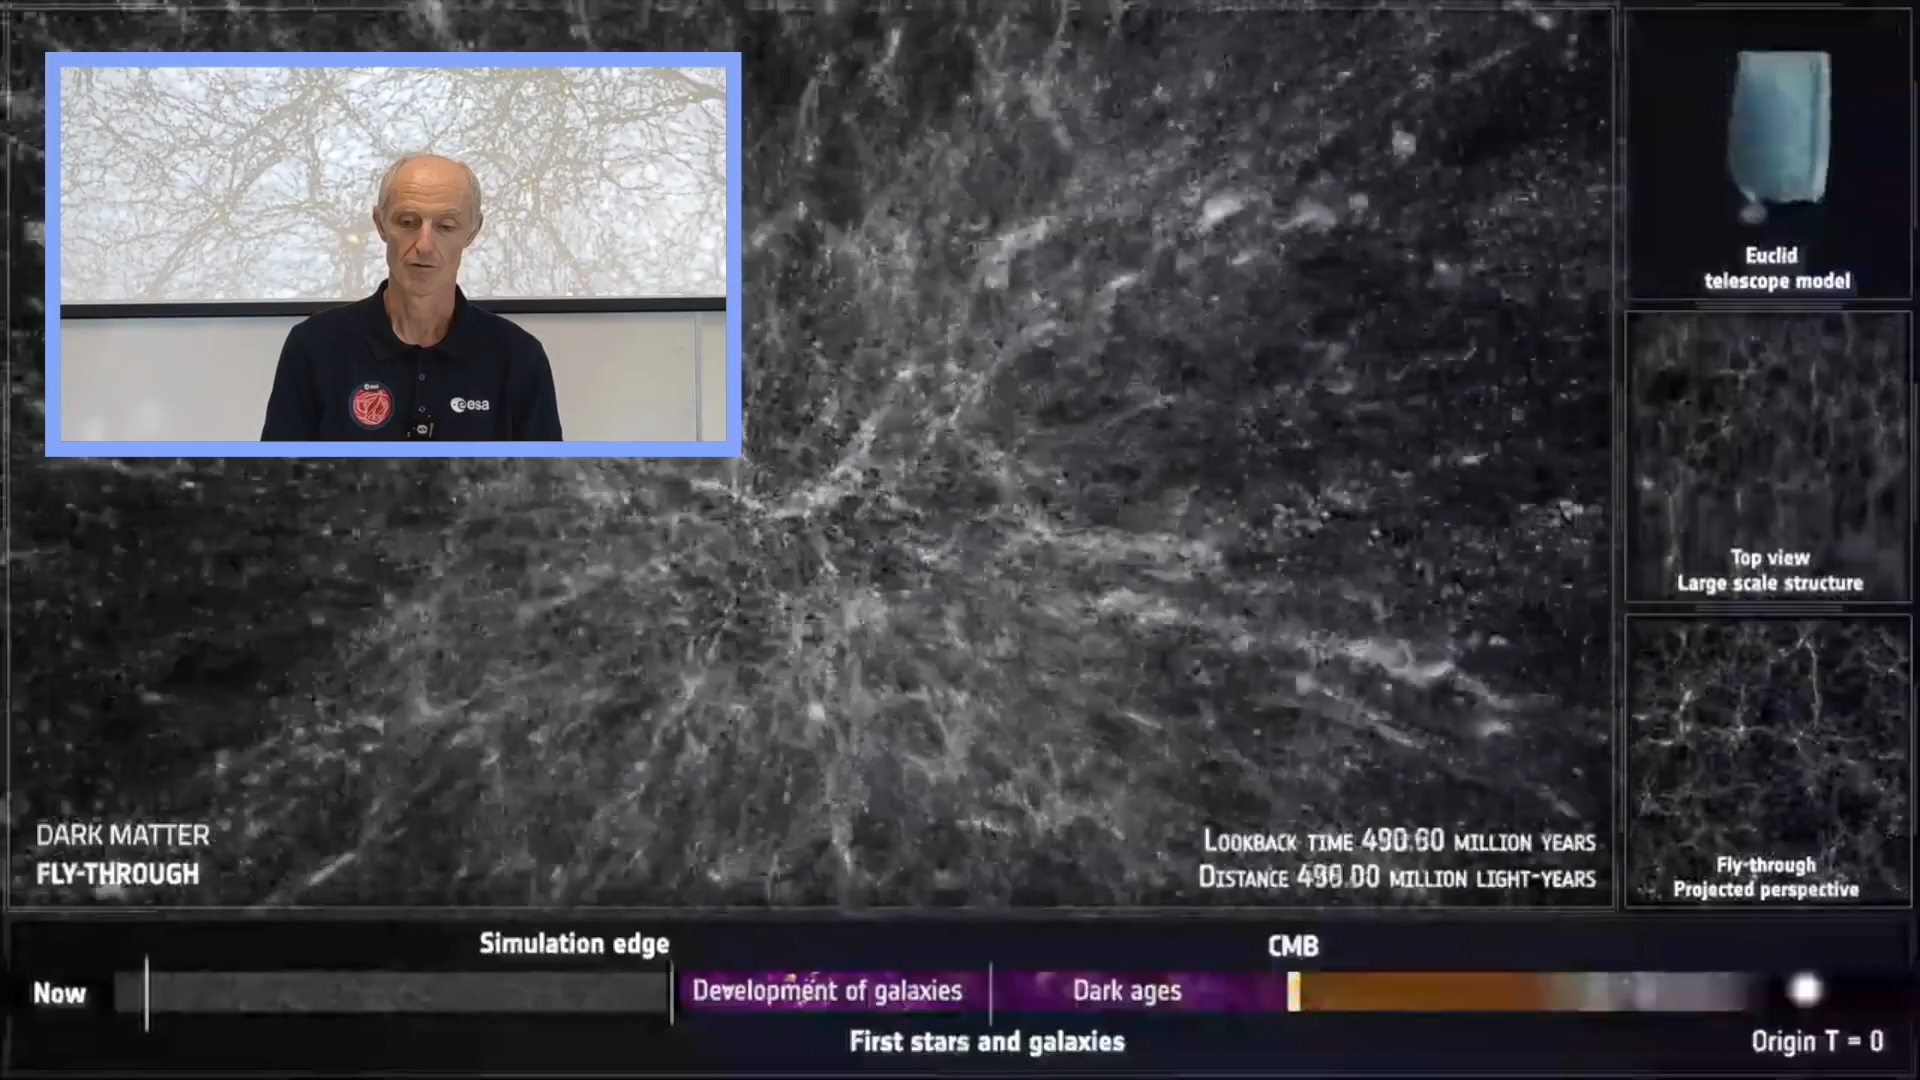 esa
Euclid
telescope model
Top view
Large scale structure
DARK MATTER
FLY-THROUGH
LOOKBACK TIME 490.60 MILLION YEARS
DISTANCE MILLION LIGHT-YEARS
Fly-through
Projected perspective
Simulation edge
CMB
Now
Development of galaxies
Dark ages
First stars and galaxies
Origin T = 0